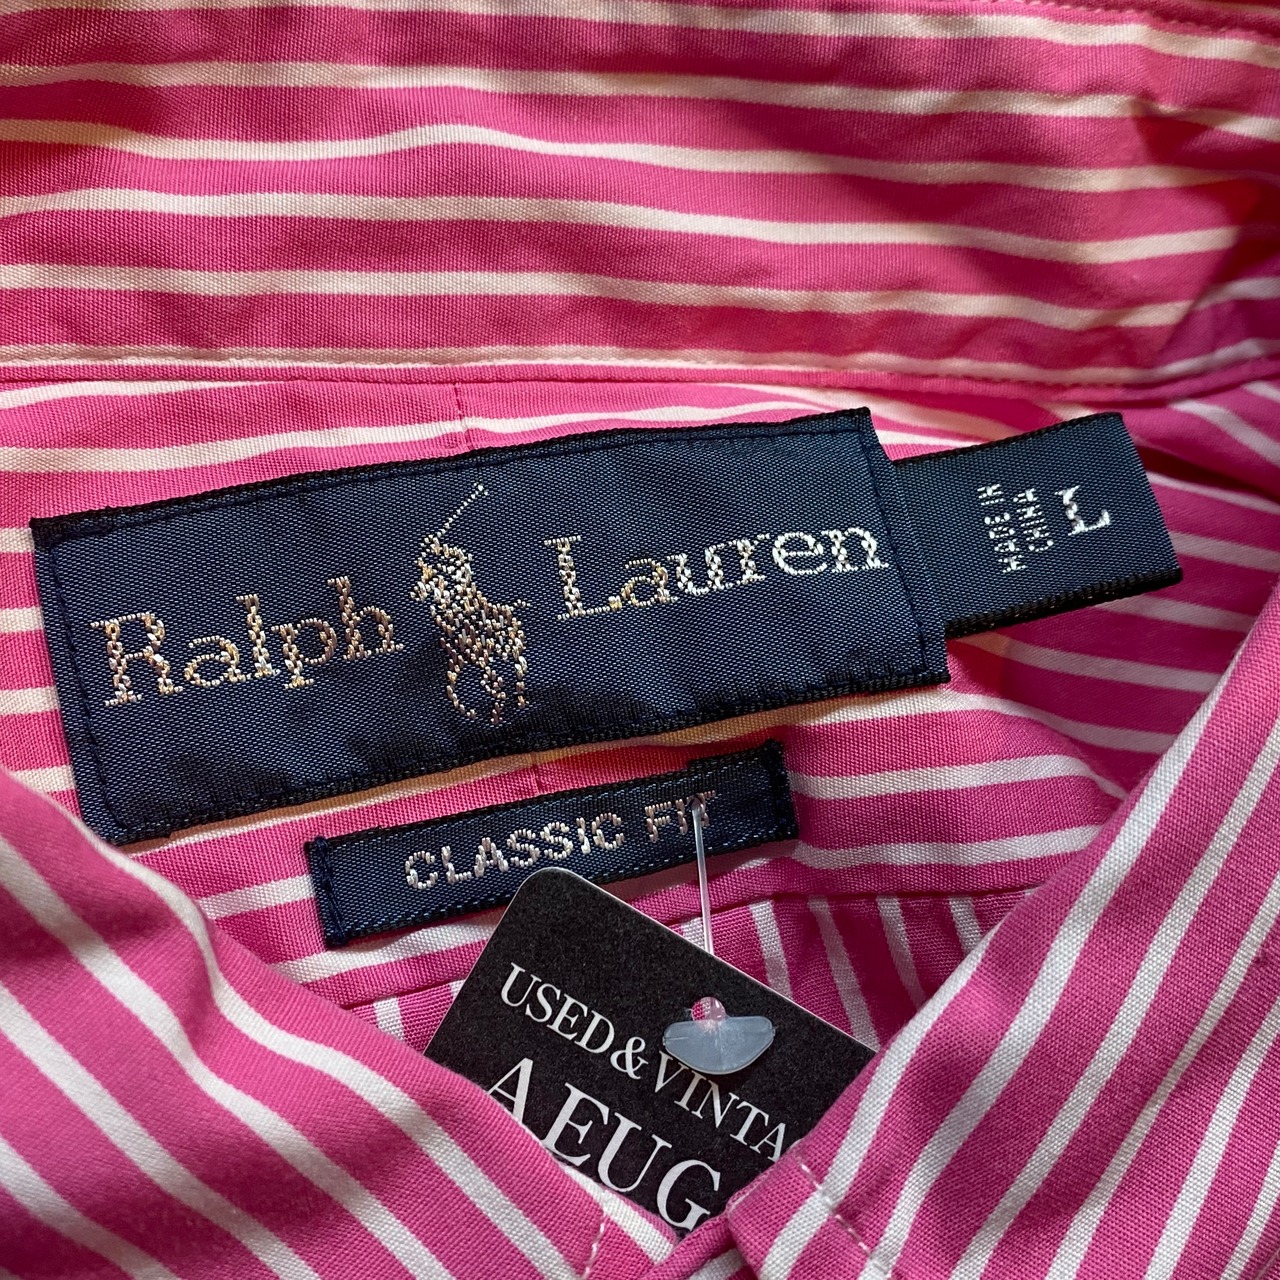 Ralph Lauren
MADE IN
CHINA
L
CLASSIC FIT
USED & VINTA
AEUG